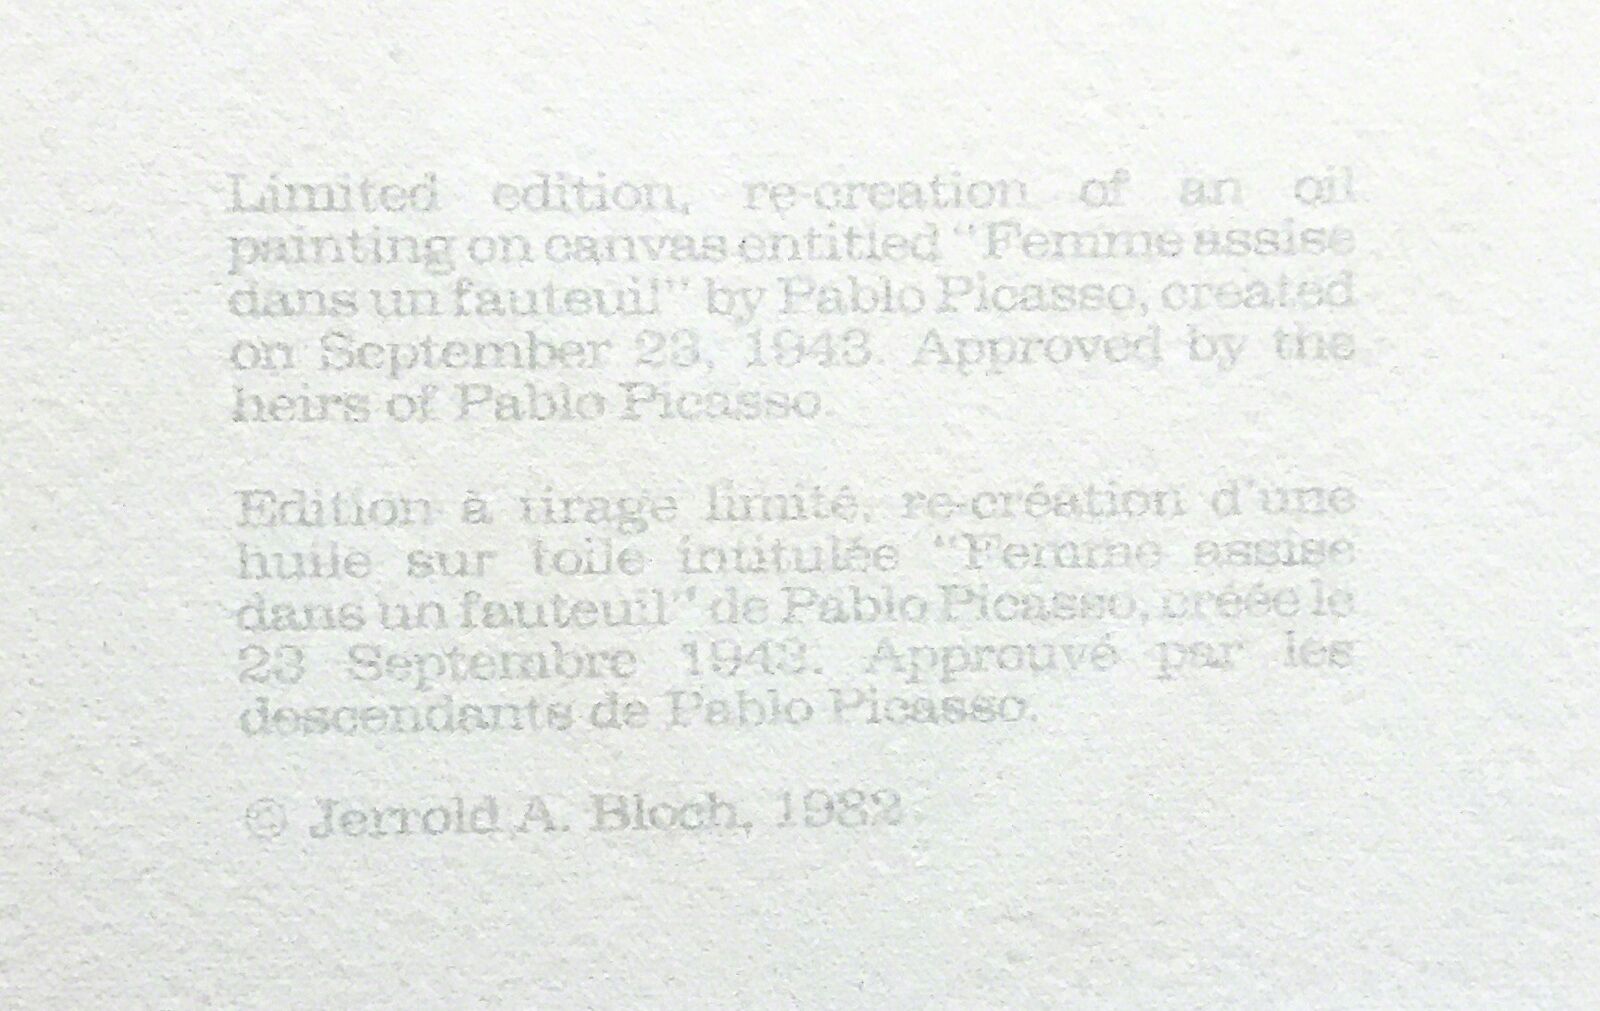 Limited edition, re-creation of an oil
painting on canvas entitled "Femme assise
dans un fauteuil" by Pablo Picasso, created
on September 23, 1943. Approved by the
heirs of Pablo Picasso.
Edition à tirage limité, re-création d'une
huile sur toile intitulée "Femme assise
dans un fauteuil" de Pablo Picasso, créée le
23 Septembre 1943. Approuvé par les
descendants de Pablo Picasso.
© Jerrold A. Bloch, 1982.